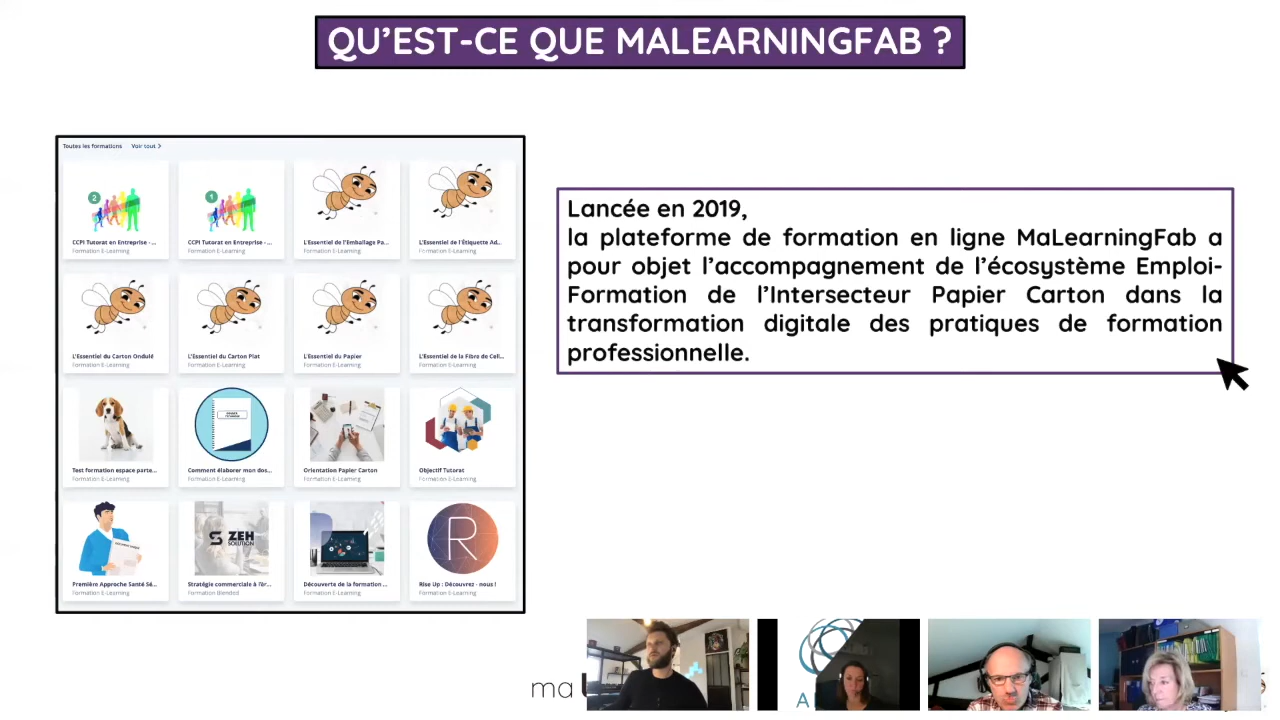 QU'EST-CE QUE MALEARNINGFAB ?
Toutes les formations Voir tout >
2
1
CCPI Tutorat en Entreprise - ...
Formation E-Learning
CCPI Tutorat en Entreprise - ...
Formation E-Learning
L'Essentiel de l'Emballage Pa...
Formation E-Learning
L'Essentiel de l'Étiquette Ad...
Formation E-Learning
L'Essentiel du Carton Ondulé
Formation E-Learning
L'Essentiel du Carton Plat
Formation E-Learning
L'Essentiel du Papier
Formation E-Learning
L'Essentiel de la Fibre de Cell...
Formation E-Learning
Test formation espace parte...
Formation E-Learning
Comment élaborer mon dos...
Formation E-Learning
Orientation Papier Carton
Formation E-Learning
Objectif Tutorat
Formation E-Learning
ZEH
SOLUTION
R
Première Approche Santé Sé...
Formation E-Learning
Stratégie commerciale à l'èr...
Formation Blended
Découverte de la formation ...
Formation E-Learning
Rise Up : Découvrez - nous !
Formation E-Learning
Lancée en 2019,
la plateforme de formation en ligne MaLearningFab a
pour objet l'accompagnement de l'écosystème Emploi-
Formation de l'Intersecteur Papier Carton dans la
transformation digitale des pratiques de formation
professionnelle.
ma